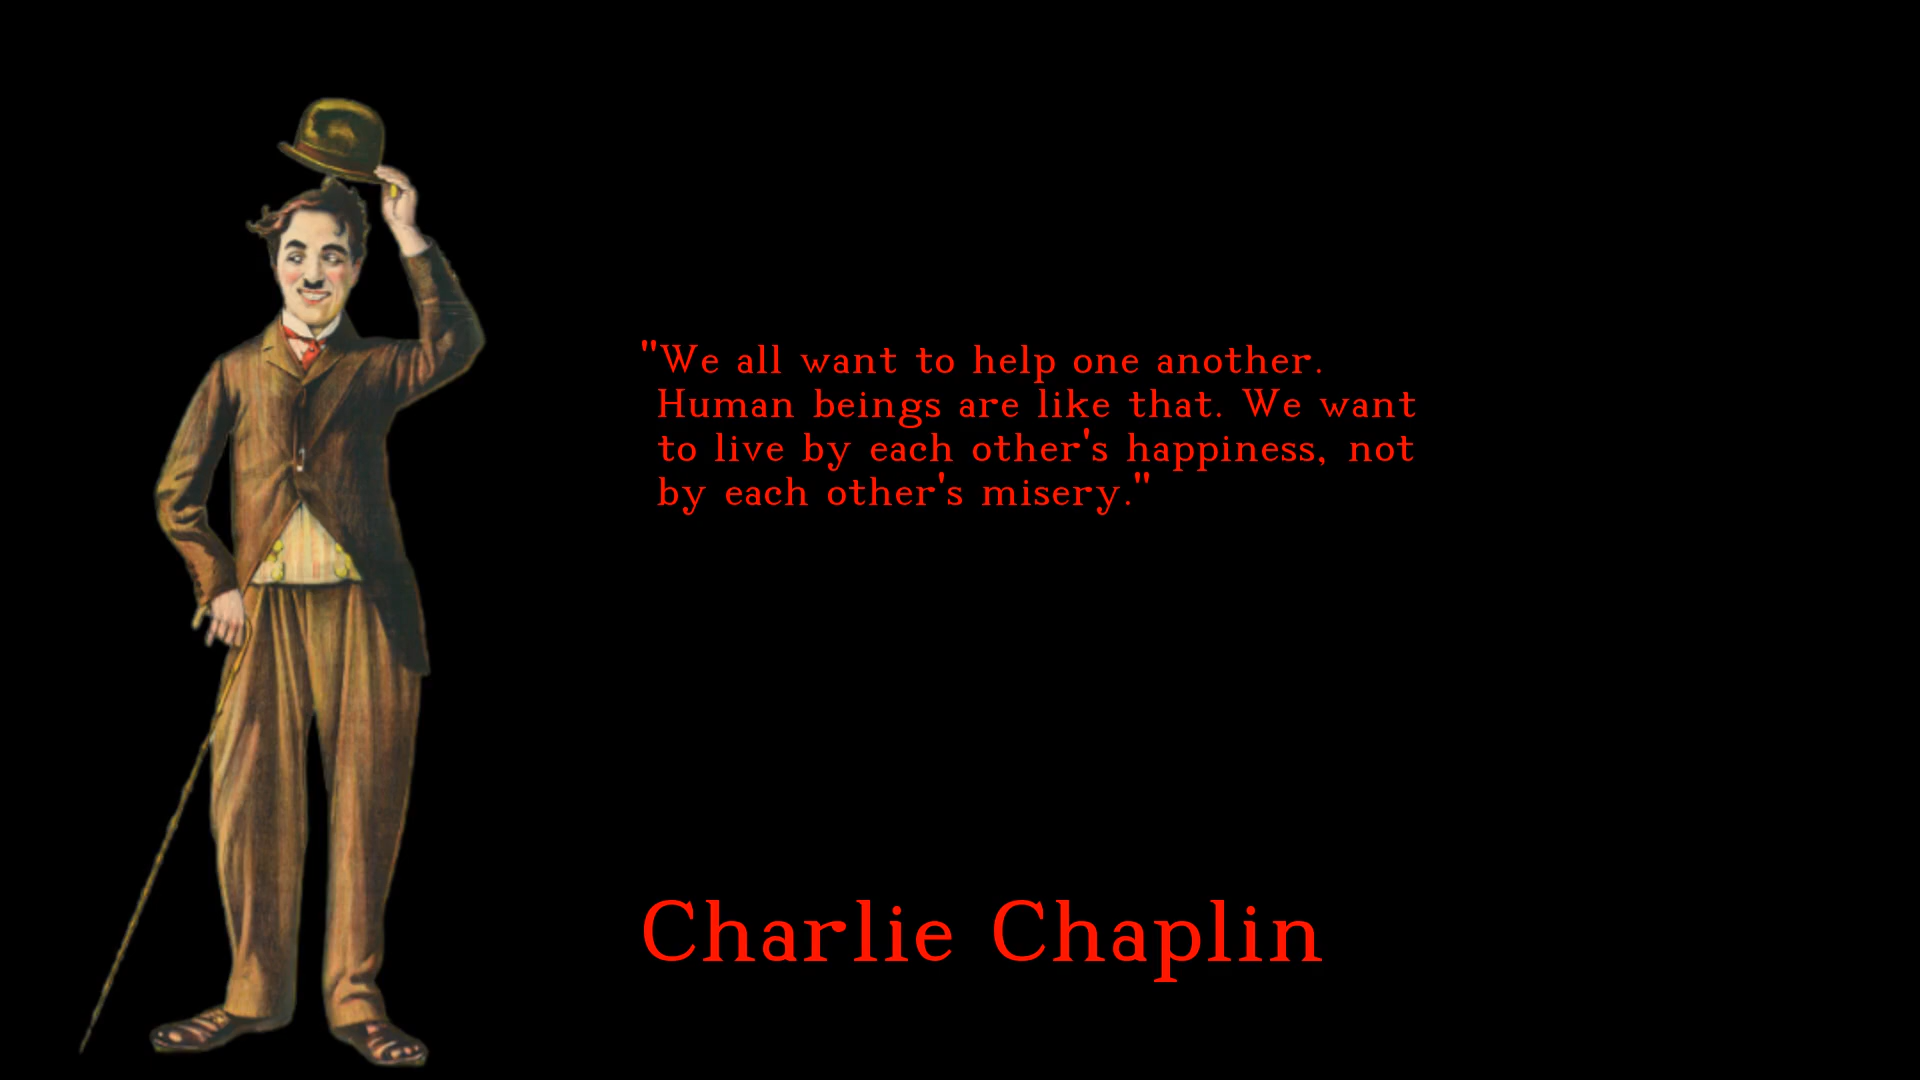 "We all want to help one another.
Human beings are like that. We want
to live by each other's happiness, not
by each other's misery."
Charlie Chaplin